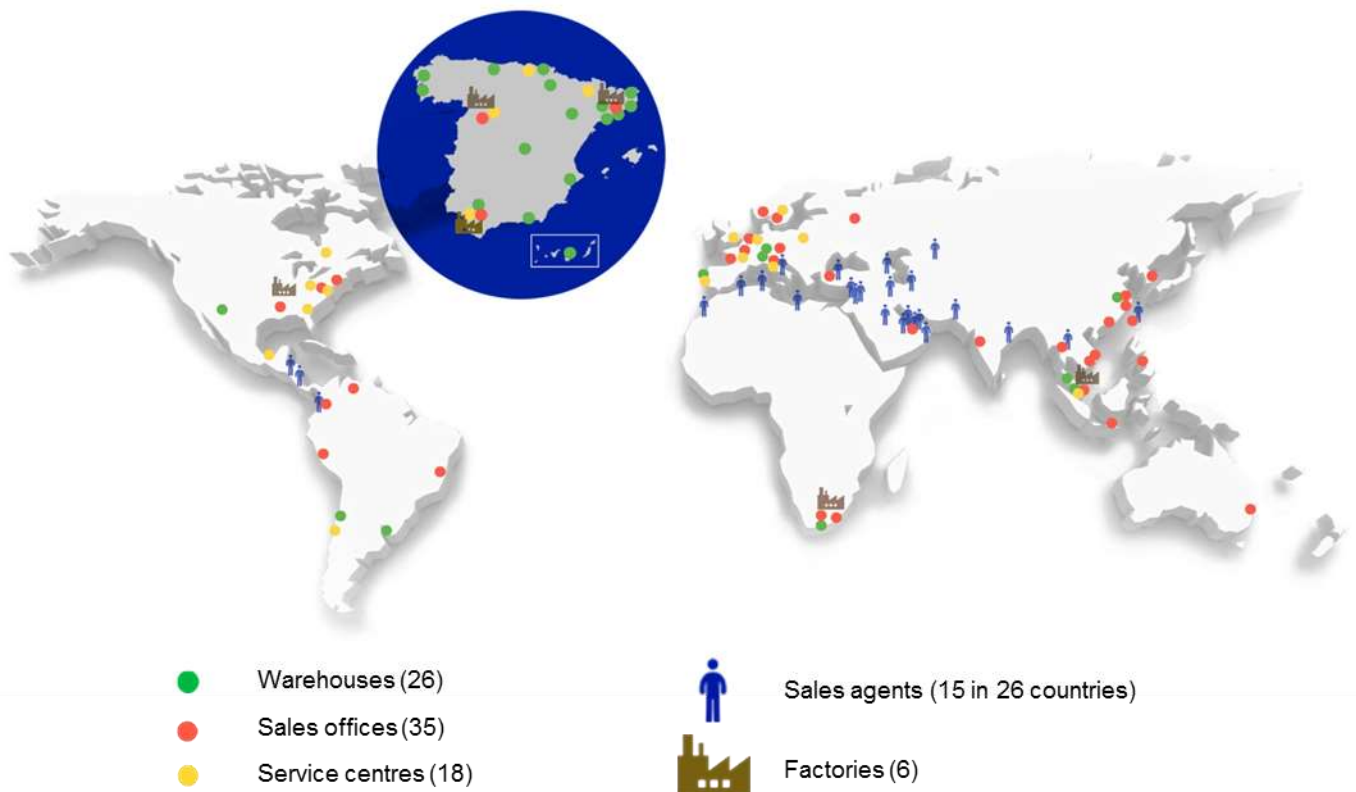 Warehouses (26)
Sales offices (35)
Service centres (18)
Sales agents (15 in 26 countries)
Factories (6)